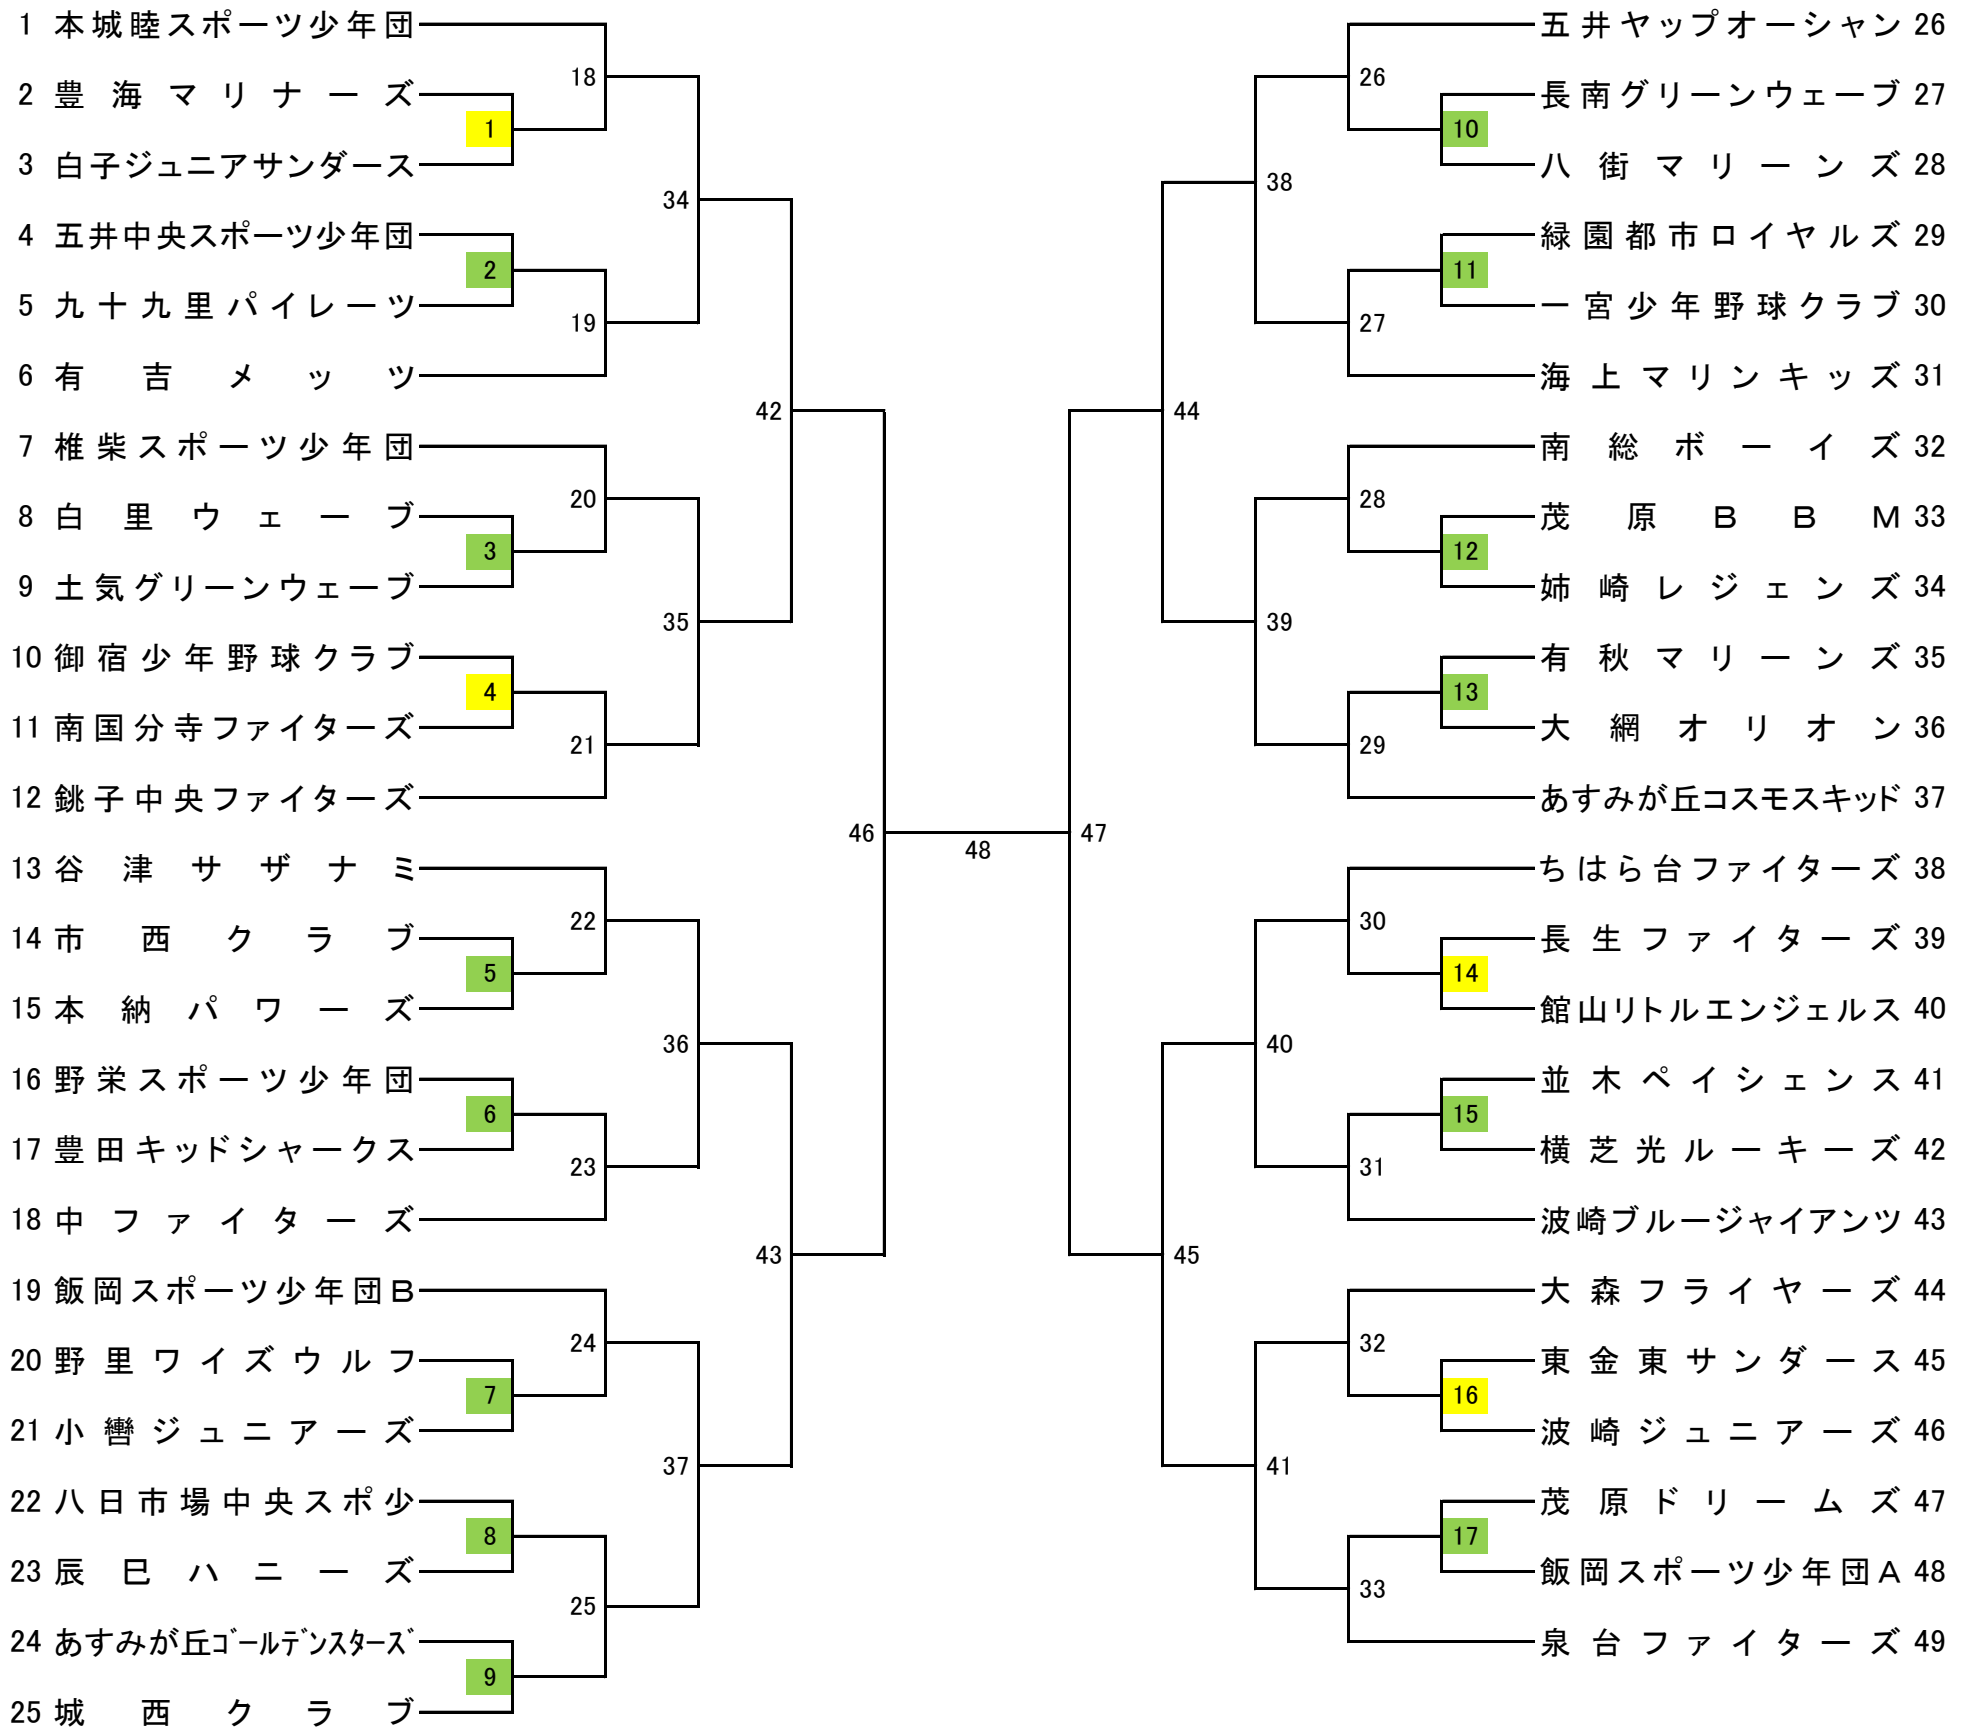 1 本城睦スポーツ少年団
18
2 豊海マリナーズ
1
3 白子ジュニアサンダース
34
4 五井中央スポーツ少年団
2
5 九十九里パイレーツ
19
6 有吉メッツ
42
7 椎柴スポーツ少年団
20
8 白里ウェーブ
3
9 土気グリーンウェーブ
35
10 御宿少年野球クラブ
4
11 南国分寺ファイターズ
21
12 銚子中央ファイターズ
46
13 谷津サザナミ
22
14 市西クラブ
5
15 本納パワーズ
36
16 野栄スポーツ少年団
6
17 豊田キッドシャークス
23
18 中ファイターズ
43
19 飯岡スポーツ少年団B
24
20 野里ワイズウルフ
7
21 小轡ジュニアーズ
37
22 八日市場中央スポ少
8
23 辰巳ハニーズ
25
24 あすみが丘ｺﾞｰﾙﾃﾞﾝｽﾀｰｽﾞ
9
25 城西クラブ
48
五井ヤップオーシャン 26
26
長南グリーンウェーブ 27
10
八街マリーンズ 28
38
緑園都市ロイヤルズ 29
11
一宮少年野球クラブ 30
27
海上マリンキッズ 31
44
南総ボーイズ 32
28
茂原BBM 33
12
姉崎レジェンズ 34
39
有秋マリーンズ 35
13
大網オリオン 36
29
あすみが丘コスモスキッド 37
47
ちはら台ファイターズ 38
30
長生ファイターズ 39
14
館山リトルエンジェルス 40
40
並木ペイシェンス 41
15
横芝光ルーキーズ 42
31
波崎ブルージャイアンツ 43
45
大森フライヤーズ 44
32
東金東サンダース 45
16
波崎ジュニアーズ 46
41
茂原ドリームズ 47
17
飯岡スポーツ少年団A 48
33
泉台ファイターズ 49